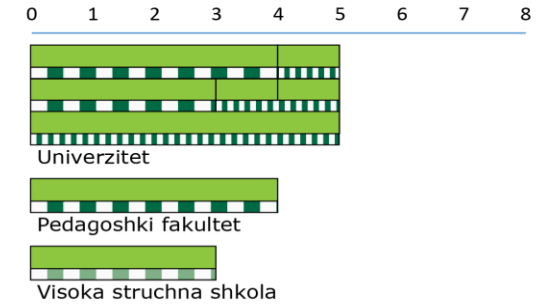 0 1 2 3 4 5 6 7 8
Univerzitet
Pedagoshki fakultet
Visoka struchna shkola